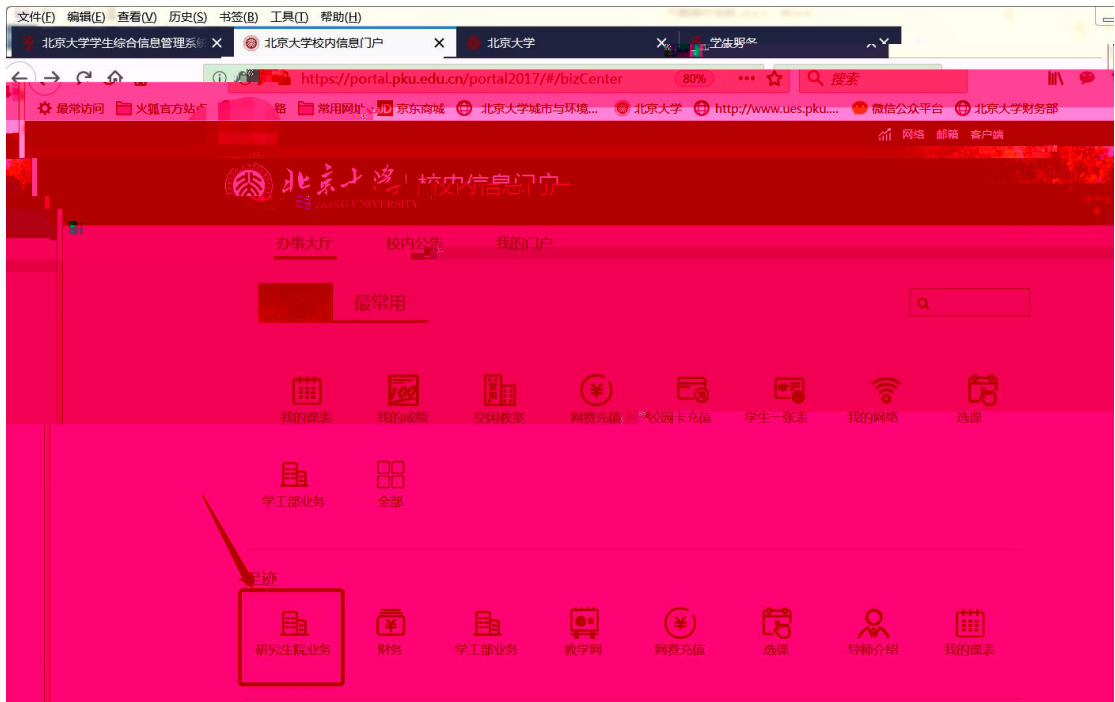 文件(F) 编辑(E) 查看(V) 历史(S) 书签(B) 工具(T) 帮助(H)
北京大学学生综合信息管理系统 北京大学校内信息门户 北京大学
https://portal.pku.edu.cn/portal2017/#/bizCenter 80% 搜索
最常访问 火狐官方站点 常用网址 JD 京东商城 北京大学城市与环境... 北京大学 http://www.ues.pku.... 微信公众平台 北京大学财务部
网络 邮箱 客户端
北京大学 校内信息门户
PEKING UNIVERSITY
办事大厅 校内公告 我的门户
最常用
我的课表 我的成绩 空闲教室 网费充值 校园卡充值 学生一张表 我的网络 选课
学工部业务 全部
足迹
研究生院业务 财务 学工部业务 教学网 网费充值 选课 导师介绍 我的课表